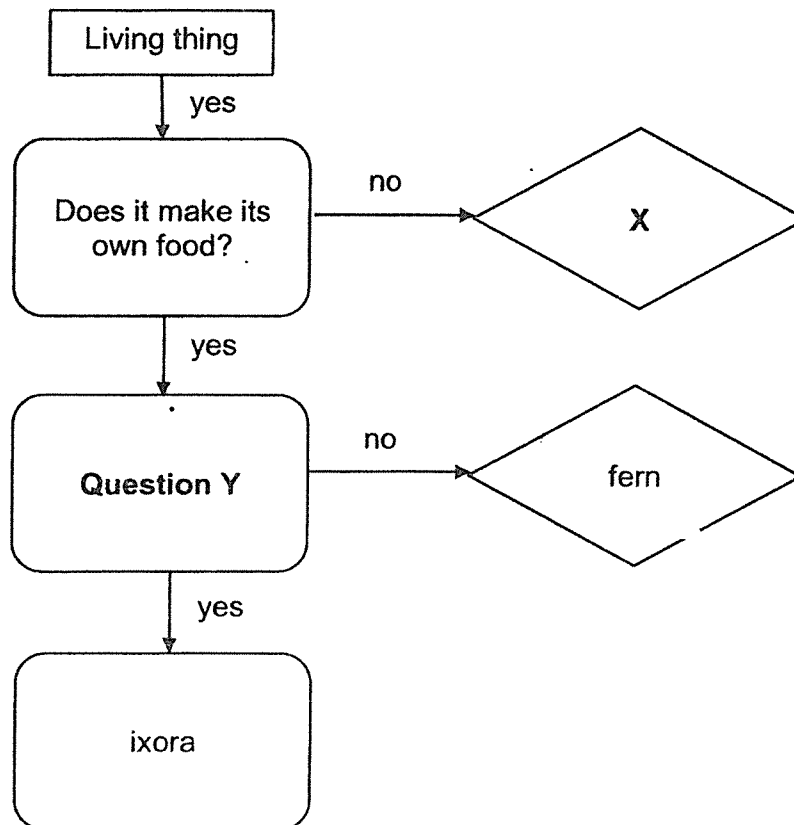 Living thing
yes
Does it make its
own food?
no
X
yes
Question Y
no
fern
yes
ixora